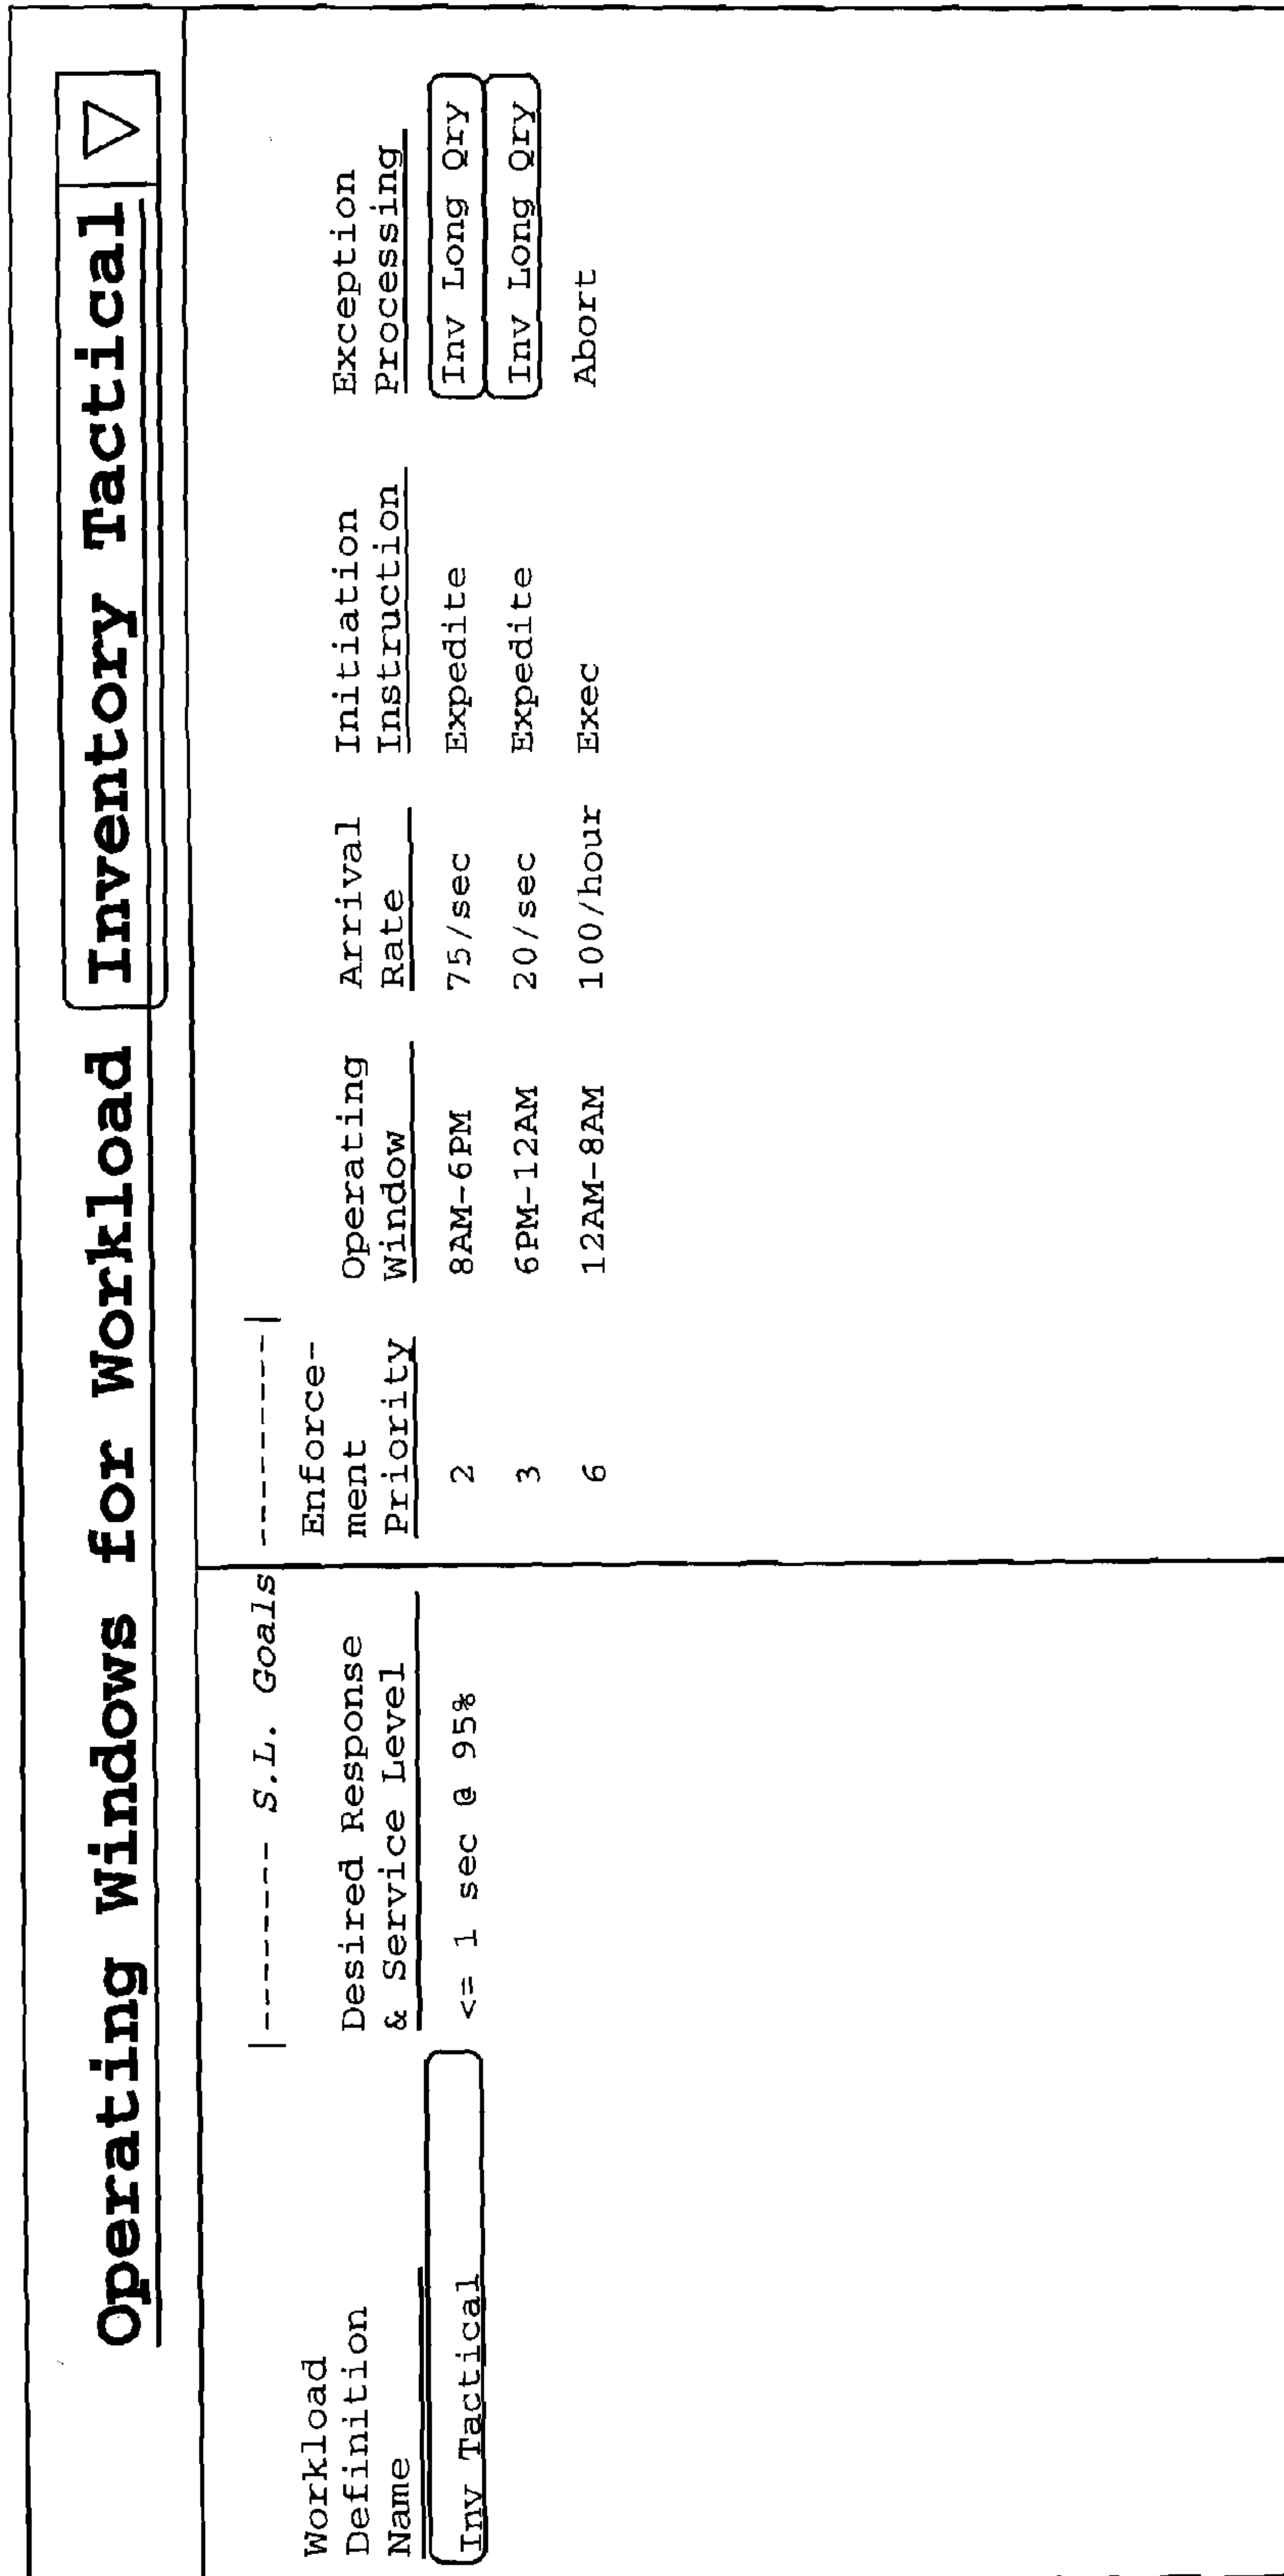 Operating Windows for Workload Inventory Tactical
|-------- S.L. Goals ----------|
Workload Definition Name
Desired Response & Service Level
Enforce-ment Priority
Operating Window
Arrival Rate
Initiation Instruction
Exception Processing
Inv Tactical <= 1 sec @ 95% 2 8AM-6PM 75/sec Expedite Inv Long Qry
3 6PM-12AM 20/sec Expedite Inv Long Qry
6 12AM-8AM 100/hour Exec Abort